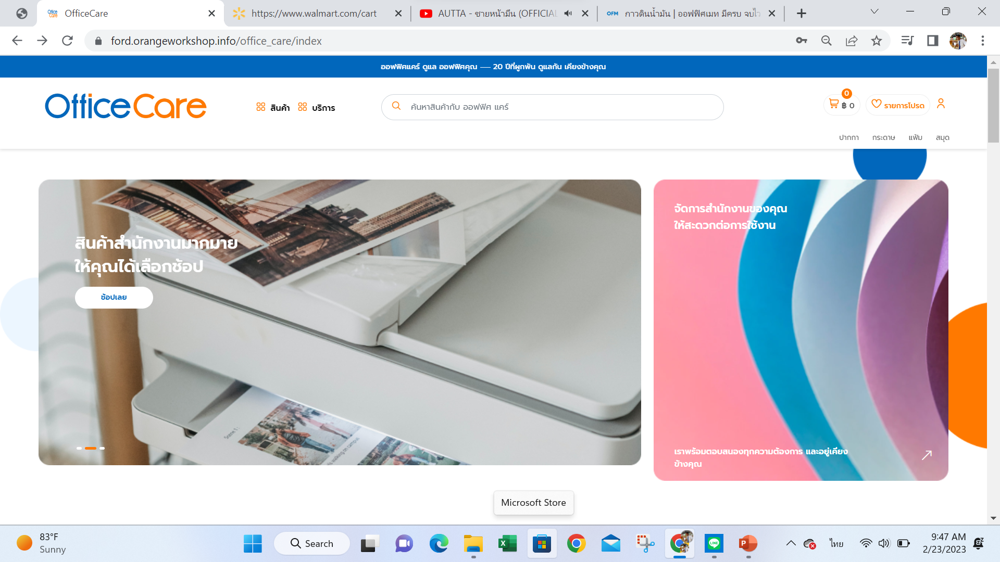 OfficeCare
https://www.walmart.com/cart
AUTTA - ชายหน้ามึน (OFFICIAL
OFM กาวดินน้ำมัน | ออฟฟิศเมท มีครบ จบไว
ford.orangeworkshop.info/office_care/index
ออฟฟิศแคร์ ดูแล ออฟฟิศคุณ — 20 ปีที่ผูกพัน ดูแลกัน เคียงข้างคุณ
OfficeCare
สินค้า บริการ
ค้นหาสินค้ากับ ออฟฟิศ แคร์
0
฿ 0
รายการโปรด
ปากกา กระดาษ แฟ้ม สมุด
สินค้าสำนักงานมากมาย
ให้คุณได้เลือกช้อป
ช้อปเลย
จัดการสำนักงานของคุณ
ให้สะดวกต่อการใช้งาน
เราพร้อมตอบสนองทุกความต้องการ และอยู่เคียง
ข้างคุณ
Microsoft Store
83°F
Sunny
Search
ไทย
9:47 AM
2/23/2023